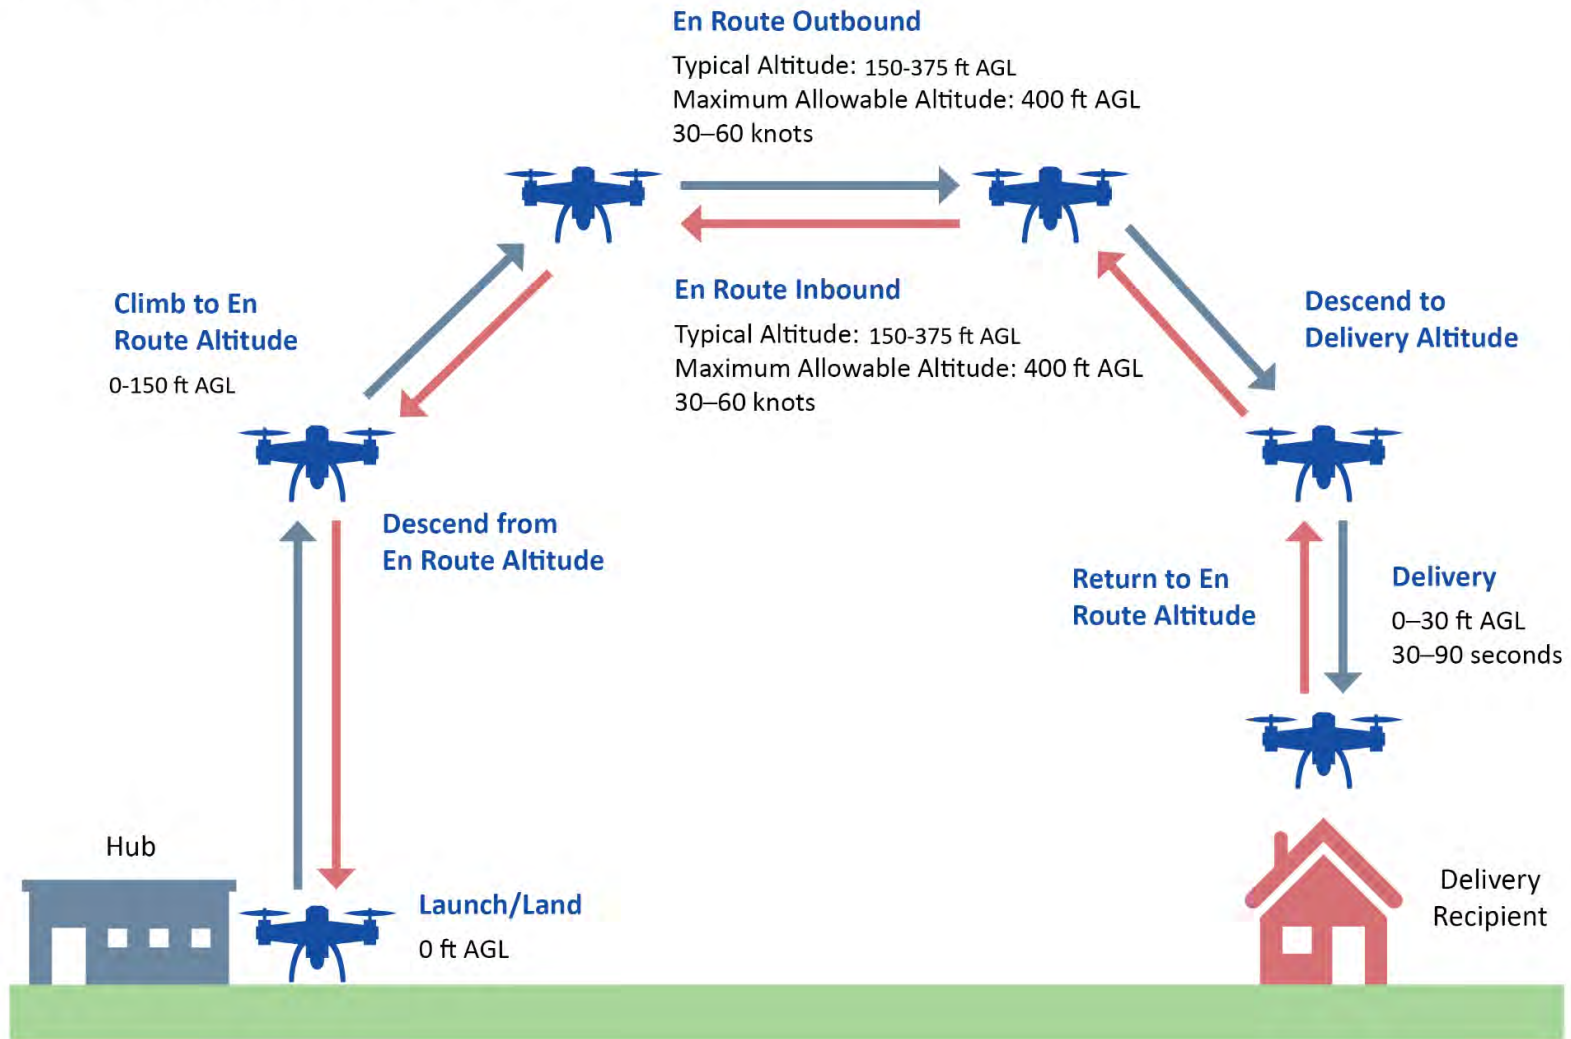 En Route Outbound
Typical Altitude: 150-375 ft AGL
Maximum Allowable Altitude: 400 ft AGL
30–60 knots
En Route Inbound
Typical Altitude: 150-375 ft AGL
Maximum Allowable Altitude: 400 ft AGL
30–60 knots
Climb to En
Route Altitude
0-150 ft AGL
Descend to
Delivery Altitude
Descend from
En Route Altitude
Return to En
Route Altitude
Delivery
0–30 ft AGL
30–90 seconds
Hub
Launch/Land
0 ft AGL
Delivery
Recipient